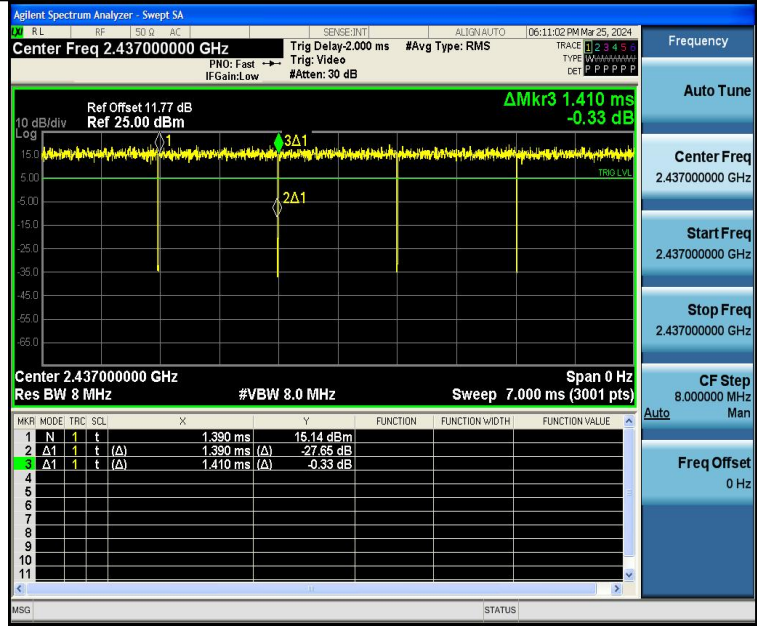 Agilent Spectrum Analyzer - Swept SA
RL RF 50 Ω AC SENSE:INT ALIGN AUTO 06:11:02 PM Mar 25, 2024
Center Freq 2.437000000 GHz
PNO: Fast
IFGain:Low
Trig Delay-2.000 ms
Trig: Video
#Atten: 30 dB
#Avg Type: RMS
TRACE 1 2 3 4 5 6
TYPE W
DET P P P P P P
Frequency
Ref Offset 11.77 dB
10 dB/div Ref 25.00 dBm
Log
ΔMkr3 1.410 ms
-0.33 dB
1
3Δ1
2Δ1
TRIG LVL
15.0
5.00
-5.00
-15.0
-25.0
-35.0
-45.0
-55.0
-65.0
Center 2.437000000 GHz Span 0 Hz
Res BW 8 MHz #VBW 8.0 MHz Sweep 7.000 ms (3001 pts)
MKR MODE TRC SCL X Y FUNCTION FUNCTION WIDTH FUNCTION VALUE
1 N 1 t 1.390 ms 15.14 dBm
2 Δ1 1 t (Δ) 1.390 ms (Δ) -27.65 dB
3 Δ1 1 t (Δ) 1.410 ms (Δ) -0.33 dB
4
5
6
7
8
9
10
11
MSG STATUS
Auto Tune
Center Freq
2.437000000 GHz
Start Freq
2.437000000 GHz
Stop Freq
2.437000000 GHz
CF Step
8.000000 MHz
Auto Man
Freq Offset
0 Hz